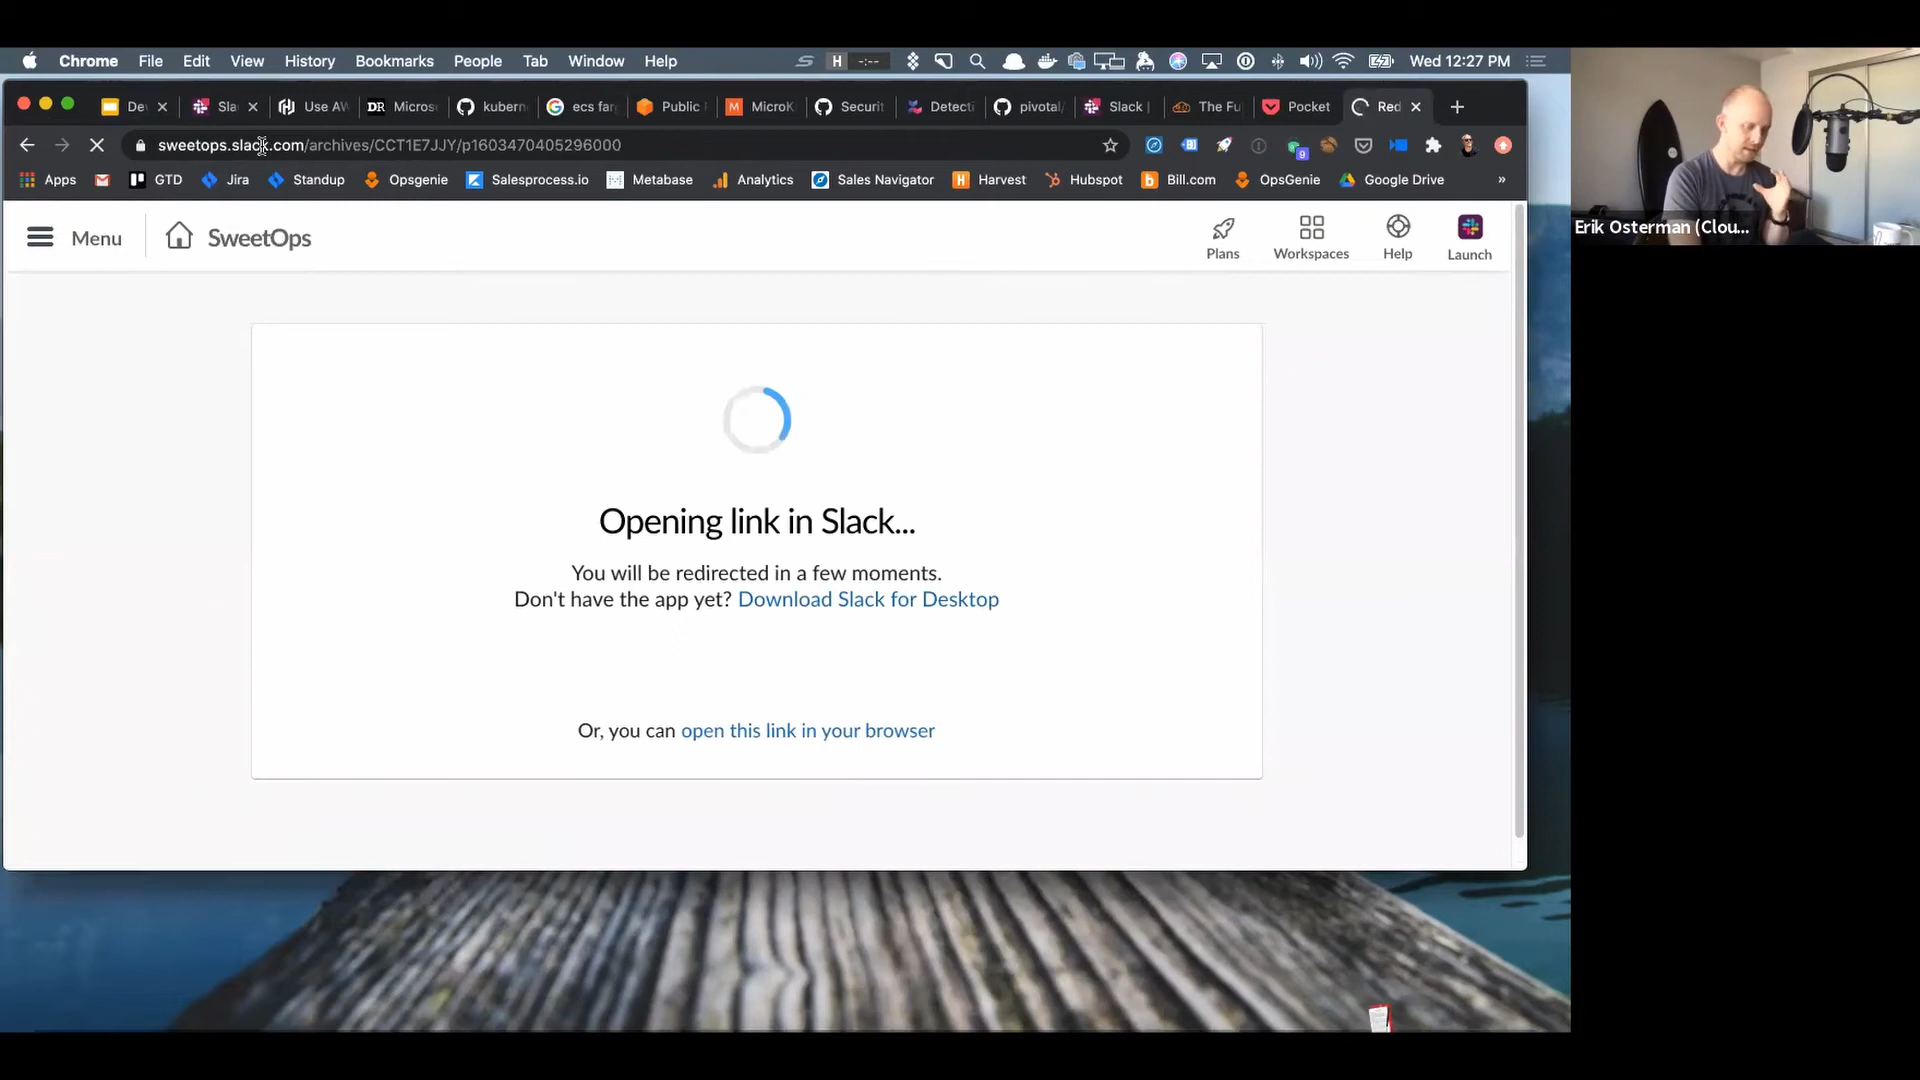 Chrome File Edit View History Bookmarks People Tab Window Help H -:-- Wed 12:27 PM
De Sla Use AW DR Micros kubern ecs far Public M MicroK Securit Detecti pivotal/ Slack | The Fu Pocket Red
sweetops.slack.com/archives/CCT1E7JJY/p1603470405296000 9
Apps GTD Jira Standup Opsgenie Salesprocess.io Metabase Analytics Sales Navigator H Harvest Hubspot b Bill.com OpsGenie Google Drive »
Menu SweetOps
Plans Workspaces Help Launch
Opening link in Slack...
You will be redirected in a few moments.
Don't have the app yet? Download Slack for Desktop
Or, you can open this link in your browser
Erik Osterman (Clou...